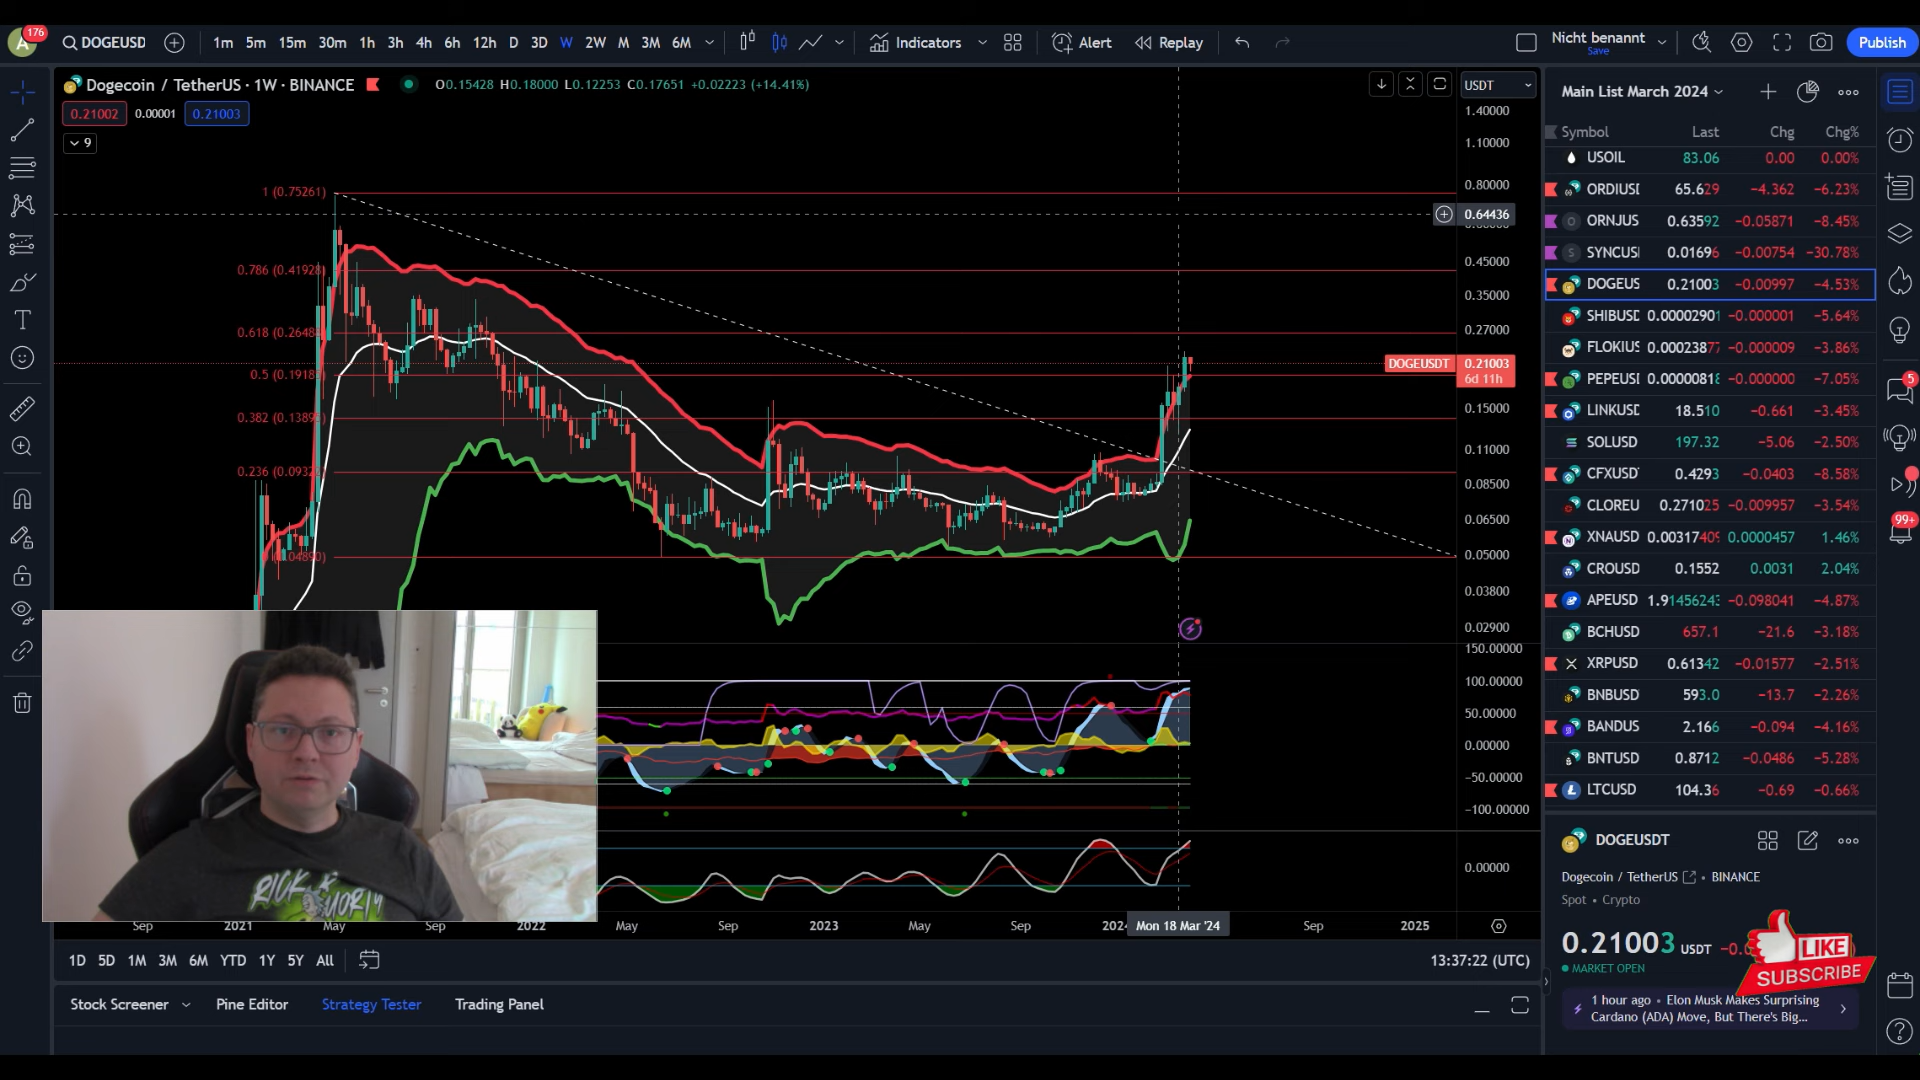 A 176 DOGEUSD 1m 5m 15m 30m 1h 3h 4h 6h 12h D 3D W 2W M 3M 6M Indicators Alert Replay Nicht benannt Publish
Save
Dogecoin / TetherUS · 1W · BINANCE O0.15428 H0.18000 L0.12253 C0.17651 +0.02223 (+14.41%)
0.21002 0.00001 0.21003
9
USDT
1.40000
1.10000
0.80000
0.64436
0.45000
0.35000
0.27000
DOGEUSDT 0.21003
6d 11h
0.15000
0.11000
0.08500
0.06500
0.05000
0.03800
0.02900
150.00000
100.00000
50.00000
0.00000
−50.00000
−100.00000
0.00000
1 (0.75261)
0.786 (0.41928)
0.618 (0.2648
0.5 (0.1918
0.382 (0.1389
0.236 (0.0932
Sep 2021 May Sep 2022 May Sep 2023 May Sep 2024 Mon 18 Mar '24 Sep 2025
1D 5D 1M 3M 6M YTD 1Y 5Y All 13:37:22 (UTC)
Stock Screener Pine Editor Strategy Tester Trading Panel
RICK
MORTY
Main List March 2024
Symbol Last Chg Chg%
USOIL 83.06 0.00 0.00%
ORDIUSD 65.629 −4.362 −6.23%
ORNJUS 0.63592 −0.05871 −8.45%
SYNCUS 0.01696 −0.00754 −30.78%
DOGEUS 0.21003 −0.00997 −4.53%
SHIBUSD 0.00002901 −0.000001 −5.64%
FLOKIUS 0.00023877 −0.000009 −3.86%
PEPEUSD 0.00000818 −0.000000 −7.05%
LINKUSD 18.510 −0.661 −3.45%
SOLUSD 197.32 −5.06 −2.50%
CFXUSD 0.4293 −0.0403 −8.58%
CLOREU 0.271025 −0.009957 −3.54%
XNAUSD 0.00317409 0.0000457 1.46%
CROUSD 0.1552 0.0031 2.04%
APEUSD 1.91456243 −0.098041 −4.87%
BCHUSD 657.1 −21.6 −3.18%
XRPUSD 0.61342 −0.01577 −2.51%
BNBUSD 593.0 −13.7 −2.26%
BANDUS 2.166 −0.094 −4.16%
BNTUSD 0.8712 −0.0486 −5.28%
LTCUSD 104.36 −0.69 −0.66%
DOGEUSDT
Dogecoin / TetherUS • BINANCE
Spot • Crypto
0.21003 USDT
MARKET OPEN
LIKE
SUBSCRIBE
1 hour ago • Elon Musk Makes Surprising
Cardano (ADA) Move, But There's Big...
5
99+